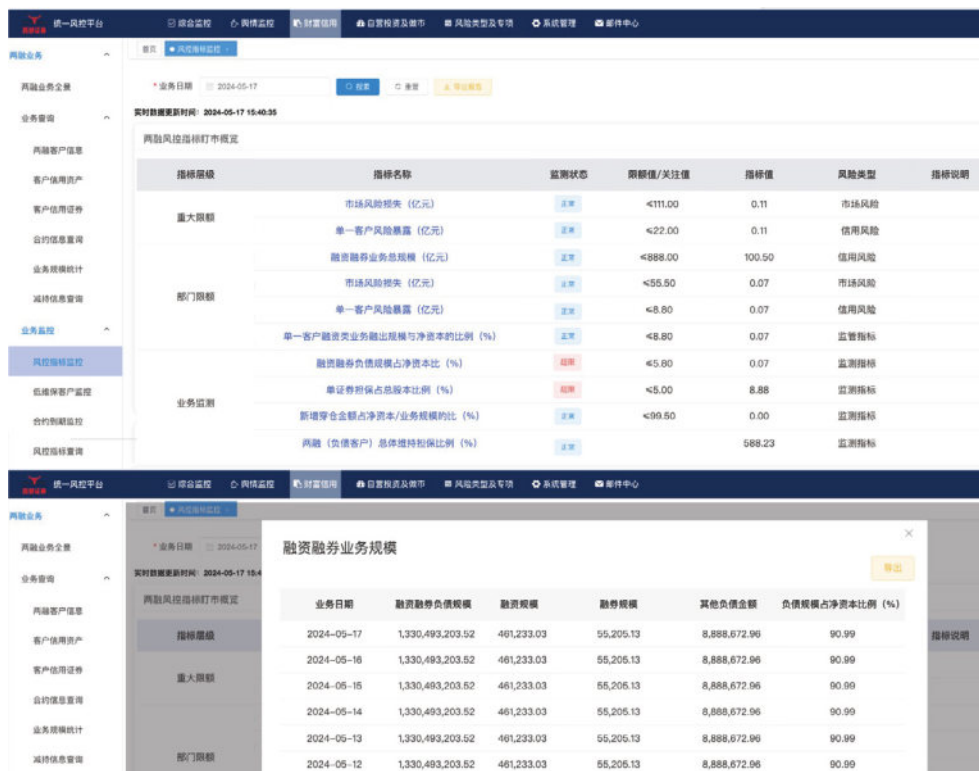 统一风控平台 综合监控 舆情监控 财富信用 自营投资及做市 风险类型及专项 系统管理 邮件中心
两融业务 首页 风控指标监控
两融业务全量 *业务日期 2024-05-17 搜索 重置 导出报告
业务查询 实时数据更新时间: 2024-05-17 15:40:35
两融风控指标盯市概览
两融客户信息
客户信用资产
客户信用证券
合约信息查询
业务规模统计
减持信息查询
业务监控
风控指标监控
低维保客户监控
合约到期监控
风控指标查询
指标层级 指标名称 监测状态 限额值/关注值 指标值 风险类型 指标说明
重大限额
市场风险损失(亿元) 正常 ≤111.00 0.11 市场风险
单一客户风险暴露(亿元) 正常 ≤22.00 0.11 信用风险
部门限额
融资融券业务总规模(亿元) 正常 ≤888.00 100.50 信用风险
市场风险损失(亿元) 正常 ≤55.50 0.07 市场风险
单一客户风险暴露(亿元) 正常 ≤8.80 0.07 信用风险
单一客户融资类业务融出规模与净资本的比例(%) 正常 ≤8.80 0.07 监管指标
业务监测
融资融券负债规模占净资本比(%) 超限 ≤5.80 0.07 监测指标
单证券担保占总股本比例(%) 超限 ≤5.00 8.88 监测指标
新增穿仓金额占净资本/业务规模的比(%) 正常 ≤99.50 0.00 监测指标
两融(负债客户)总体维持担保比例(%) 正常 588.23 监测指标
统一风控平台 综合监控 舆情监控 财富信用 自营投资及做市 风险类型及专项 系统管理 邮件中心
两融业务 首页 风控指标监控
两融业务全量 *业务日期 2024-05-17
业务查询 实时数据更新时间: 2024-05-17 15:4
两融风控指标盯市概览
两融客户信息
客户信用资产
客户信用证券
合约信息查询
业务规模统计
减持信息查询
指标层级 指标说明
重大限额
部门限额
融资融券业务规模
导出
业务日期 融资融券负债规模 融资规模 融券规模 其他负债金额 负债规模占净资本比例(%)
2024-05-17 1,330,493,203.52 461,233.03 55,205.13 8,888,672.96 90.99
2024-05-16 1,330,493,203.52 461,233.03 55,205.13 8,888,672.96 90.99
2024-05-15 1,330,493,203.52 461,233.03 55,205.13 8,888,672.96 90.99
2024-05-14 1,330,493,203.52 461,233.03 55,205.13 8,888,672.96 90.99
2024-05-13 1,330,493,203.52 461,233.03 55,205.13 8,888,672.96 90.99
2024-05-12 1,330,493,203.52 461,233.03 55,205.13 8,888,672.96 90.99